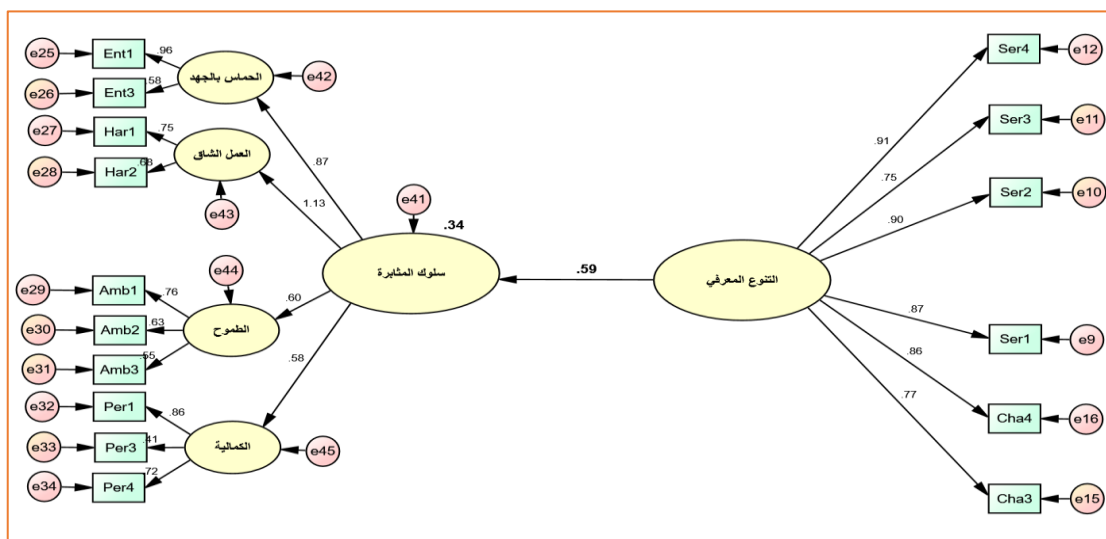 e25
Ent1
.96
e26
Ent3
.58
الحماس بالجهد
e42
e27
Har1
.75
e28
Har2
.68
العمل الشاق
e43
.87
1.13
e41
.34
سلوك المثابرة
.59
التنوع المعرفي
.60
.58
e44
e29
Amb1
.76
e30
Amb2
.63
e31
Amb3
.55
الطموح
e32
Per1
.86
e33
Per3
.41
e34
Per4
.72
الكمالية
e45
.91
Ser4
e12
.75
Ser3
e11
.90
Ser2
e10
.87
Ser1
e9
.86
Cha4
e16
.77
Cha3
e15